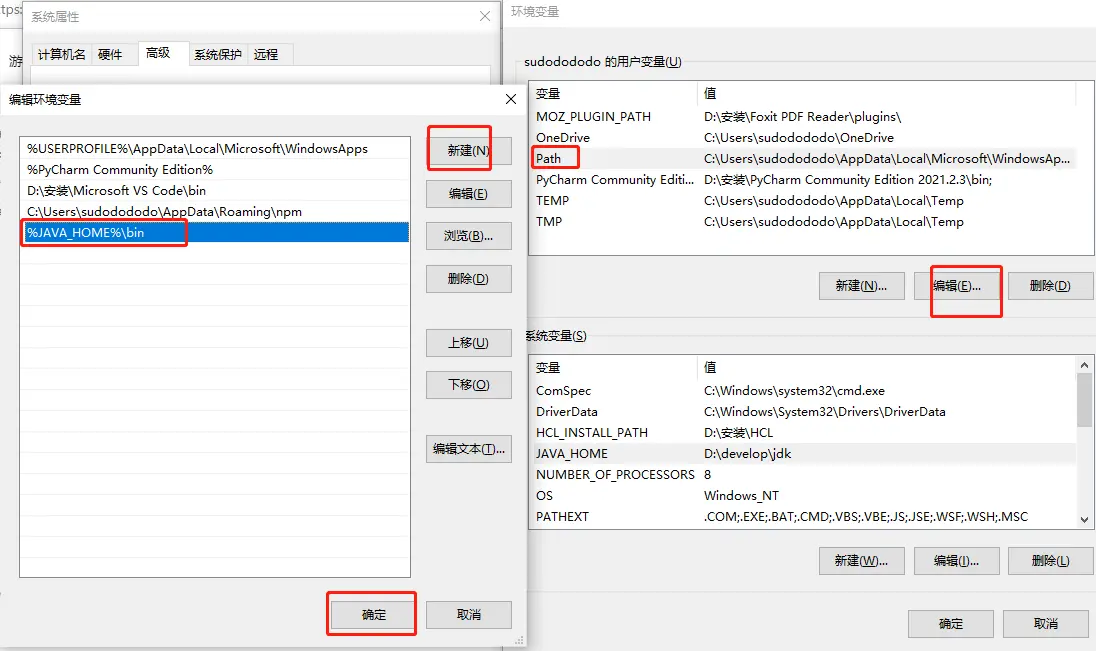 ttps:
系统属性
计算机名 硬件 高级 系统保护 远程
游
编辑环境变量
%USERPROFILE%\AppData\Local\Microsoft\WindowsApps
%PyCharm Community Edition%
D:\安装\Microsoft VS Code\bin
C:\Users\sudodododo\AppData\Roaming\npm
%JAVA_HOME%\bin
新建(N)
编辑(E)
浏览(B)...
删除(D)
上移(U)
下移(O)
编辑文本(T)...
确定 取消
环境变量
sudodododo 的用户变量(U)
变量 值
MOZ_PLUGIN_PATH D:\安装\Foxit PDF Reader\plugins\
OneDrive C:\Users\sudodododo\OneDrive
Path C:\Users\sudodododo\AppData\Local\Microsoft\WindowsAp...
PyCharm Community Editi... D:\安装\PyCharm Community Edition 2021.2.3\bin;
TEMP C:\Users\sudodododo\AppData\Local\Temp
TMP C:\Users\sudodododo\AppData\Local\Temp
新建(N)... 编辑(E)... 删除(D)
系统变量(S)
变量 值
ComSpec C:\Windows\system32\cmd.exe
DriverData C:\Windows\System32\Drivers\DriverData
HCL_INSTALL_PATH D:\安装\HCL
JAVA_HOME D:\develop\jdk
NUMBER_OF_PROCESSORS 8
OS Windows_NT
PATHEXT .COM;.EXE;.BAT;.CMD;.VBS;.VBE;.JS;.JSE;.WSF;.WSH;.MSC
新建(W)... 编辑(I)... 删除(L)
确定 取消